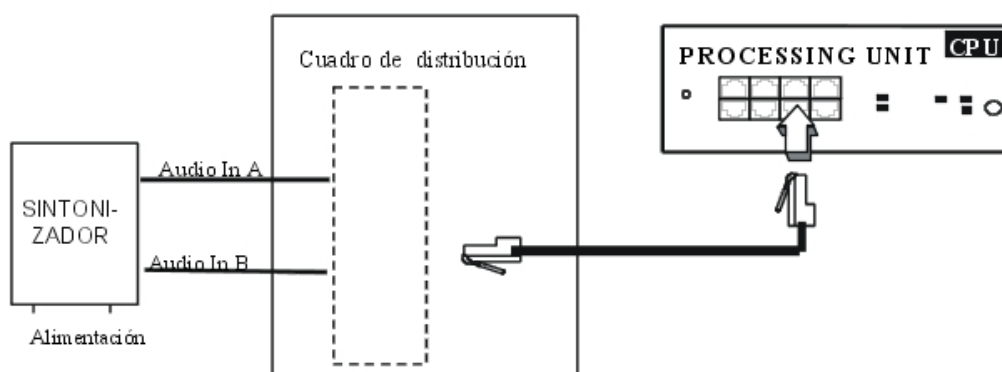 Cuadro de distribución
PROCESSING UNIT
CPU
Audio In A
SINTONI-
ZADOR
Audio In B
Alimentación